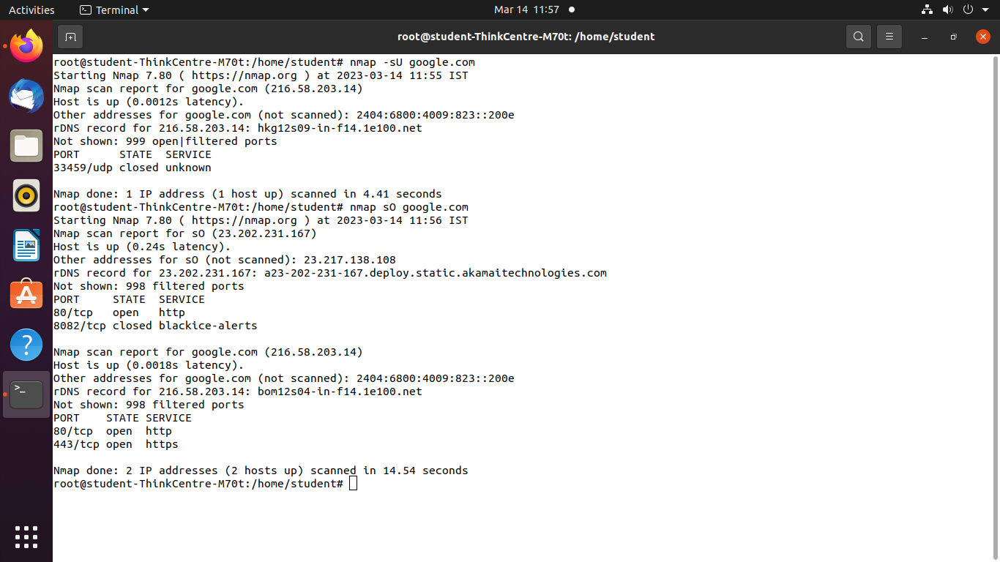 Activities
Terminal
Mar 14 11:57
root@student-ThinkCentre-M70t: /home/student
root@student-ThinkCentre-M70t:/home/student# nmap -sU google.com
Starting Nmap 7.80 ( https://nmap.org ) at 2023-03-14 11:55 IST
Nmap scan report for google.com (216.58.203.14)
Host is up (0.0012s latency).
Other addresses for google.com (not scanned): 2404:6800:4009:823::200e
rDNS record for 216.58.203.14: hkg12s09-in-f14.1e100.net
Not shown: 999 open|filtered ports
PORT      STATE  SERVICE
33459/udp closed unknown

Nmap done: 1 IP address (1 host up) scanned in 4.41 seconds
root@student-ThinkCentre-M70t:/home/student# nmap sO google.com
Starting Nmap 7.80 ( https://nmap.org ) at 2023-03-14 11:56 IST
Nmap scan report for sO (23.202.231.167)
Host is up (0.24s latency).
Other addresses for sO (not scanned): 23.217.138.108
rDNS record for 23.202.231.167: a23-202-231-167.deploy.static.akamaitechnologies.com
Not shown: 998 filtered ports
PORT     STATE  SERVICE
80/tcp   open   http
8082/tcp closed blackice-alerts

Nmap scan report for google.com (216.58.203.14)
Host is up (0.0018s latency).
Other addresses for google.com (not scanned): 2404:6800:4009:823::200e
rDNS record for 216.58.203.14: bom12s04-in-f14.1e100.net
Not shown: 998 filtered ports
PORT    STATE SERVICE
80/tcp  open  http
443/tcp open  https

Nmap done: 2 IP addresses (2 hosts up) scanned in 14.54 seconds
root@student-ThinkCentre-M70t:/home/student#